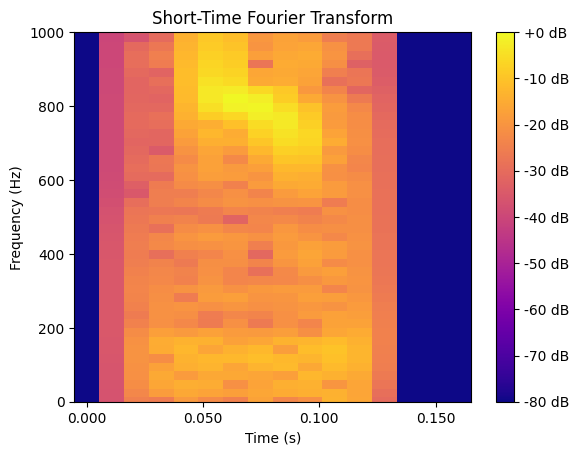 Short-Time Fourier Transform
1000
800
600
400
200
0
Frequency (Hz)
0.000
0.050
0.100
0.150
Time (s)
+0 dB
-10 dB
-20 dB
-30 dB
-40 dB
-50 dB
-60 dB
-70 dB
-80 dB